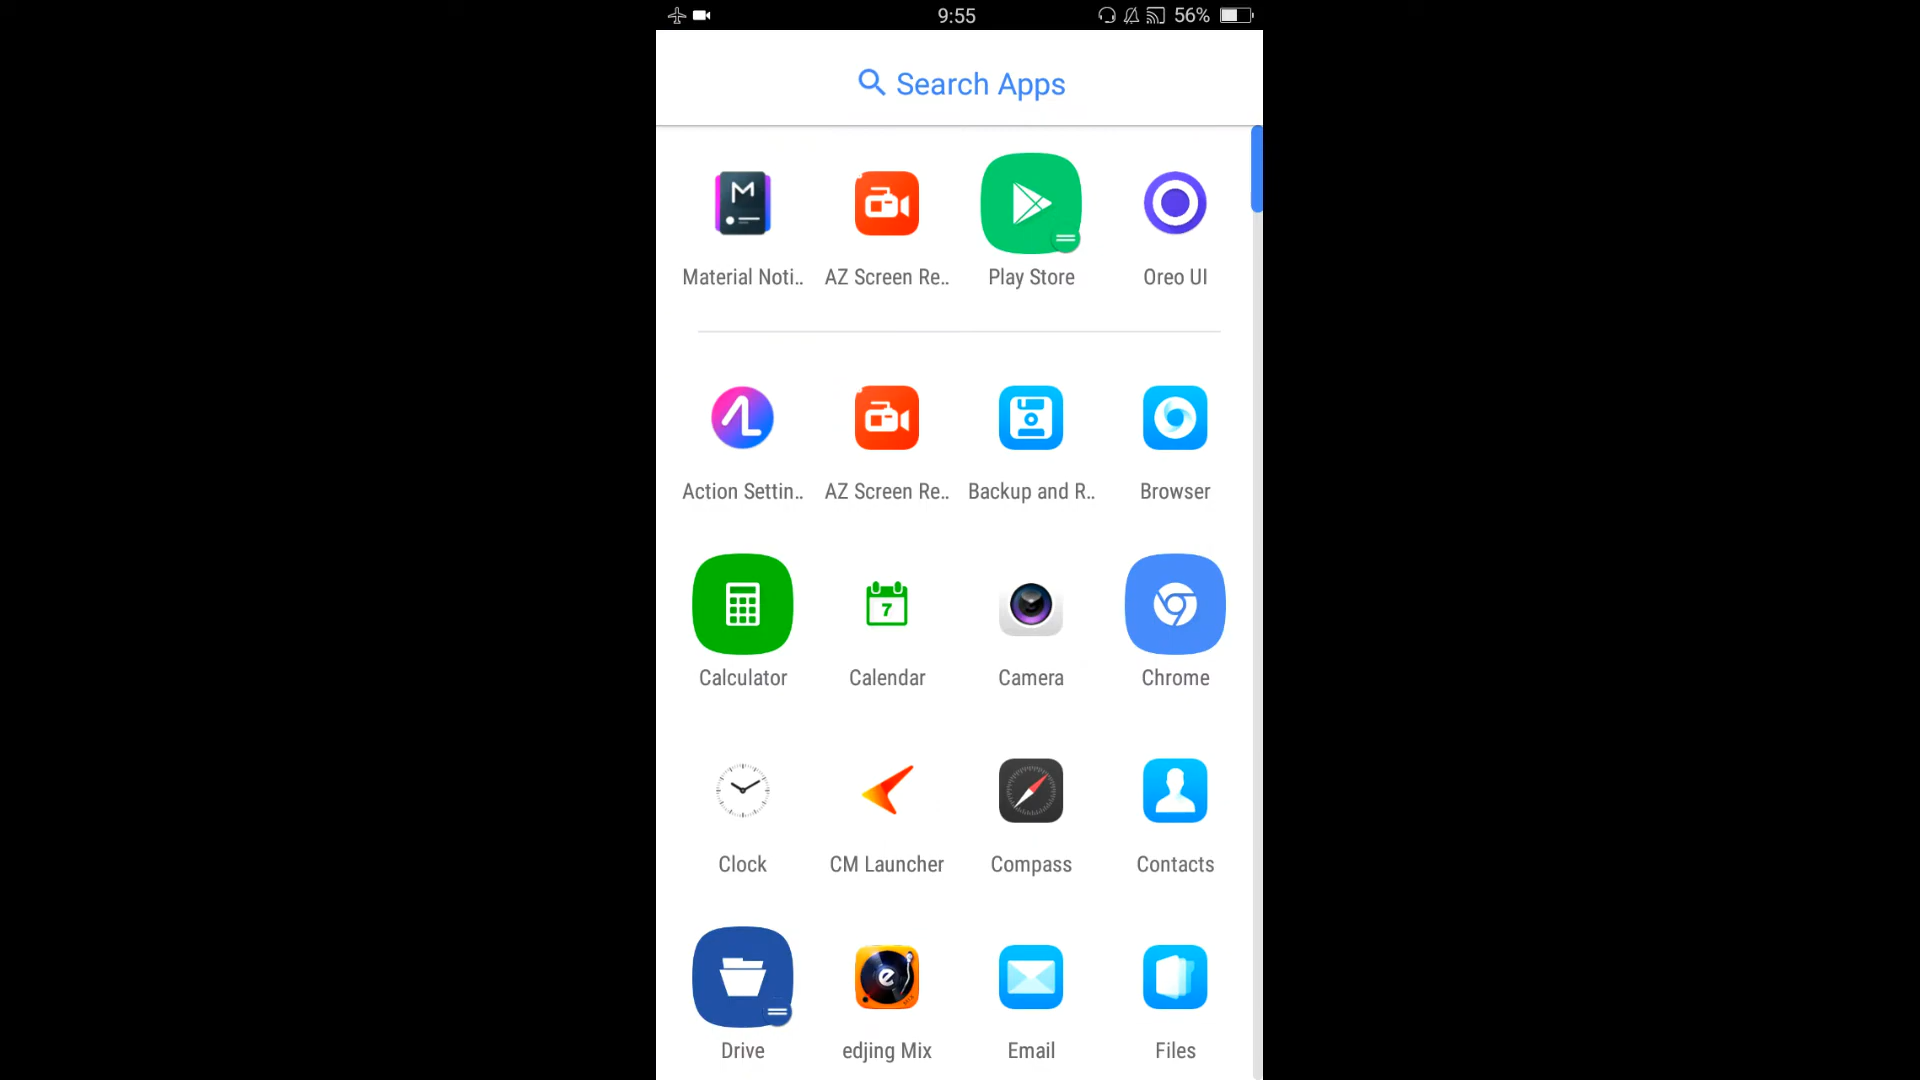 9:55 56%
Search Apps
M
Material Noti.. AZ Screen Re.. Play Store Oreo UI
Action Settin.. AZ Screen Re.. Backup and R.. Browser
7
Calculator Calendar Camera Chrome
Clock CM Launcher Compass Contacts
e
Drive edjing Mix Email Files